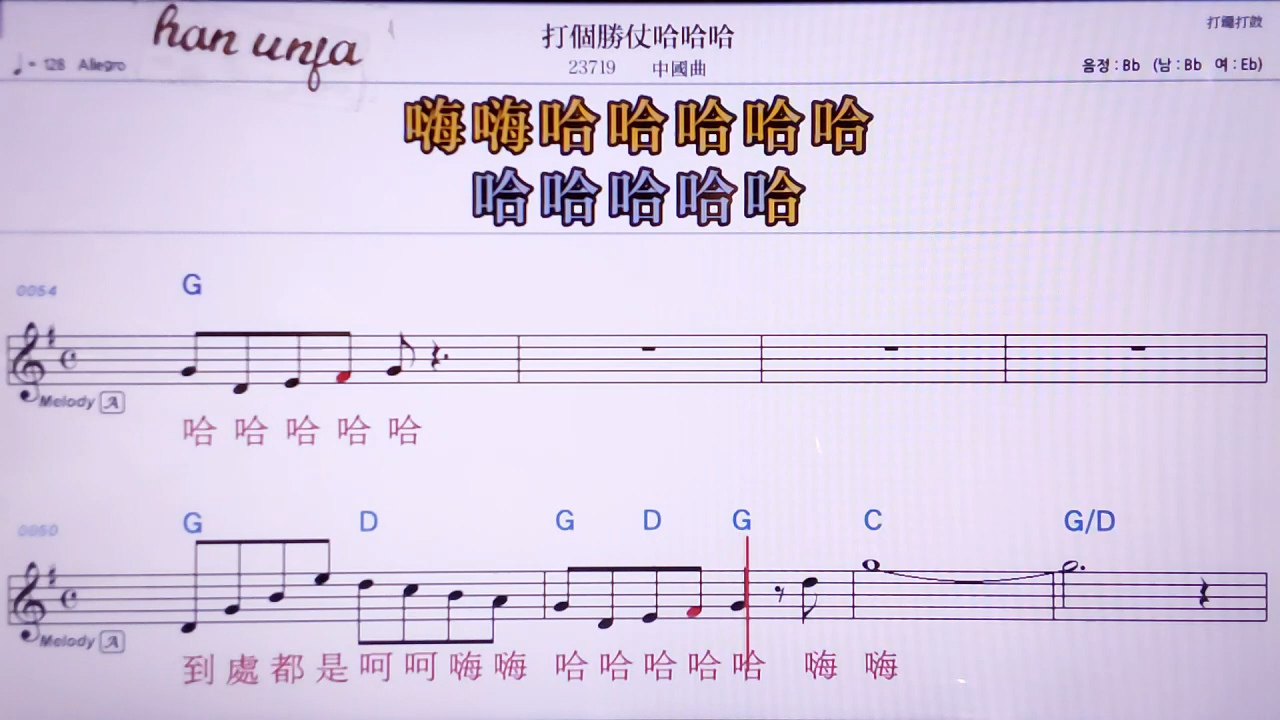 han unfa
打個勝仗哈哈哈
打鑼打鼓
♩= 128 Allegro
23719 中國曲
음정 : Bb (남 : Bb 여 : Eb)
嗨嗨哈哈哈哈哈
哈哈哈哈哈
0054
G
Melody A
哈 哈 哈 哈 哈
0060
G D G D G C G/D
Melody A
到 處 都 是 呵 呵 嗨 嗨 哈 哈 哈 哈 哈 嗨 嗨